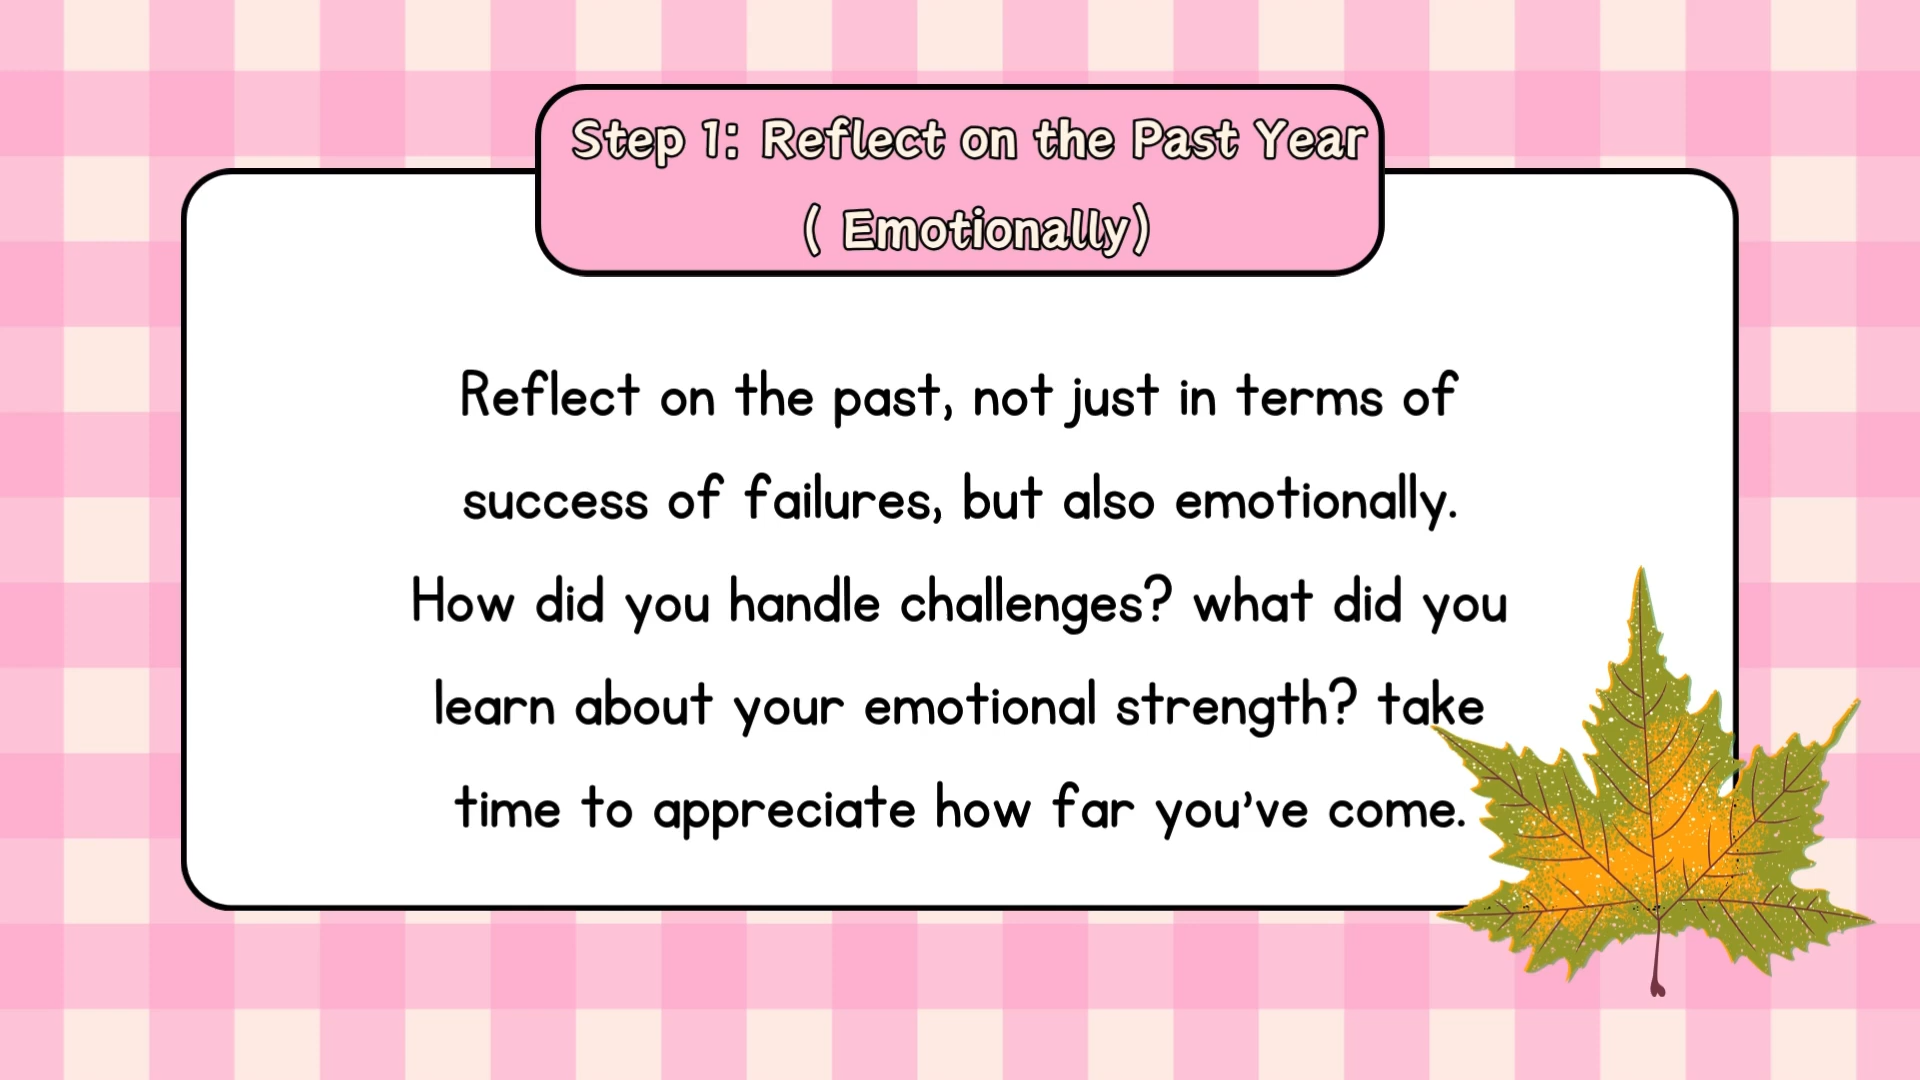 Step 1: Reflect on the Past Year
( Emotionally)
Reflect on the past, not just in terms of
success of failures, but also emotionally.
How did you handle challenges? what did you
learn about your emotional strength? take
time to appreciate how far you've come.